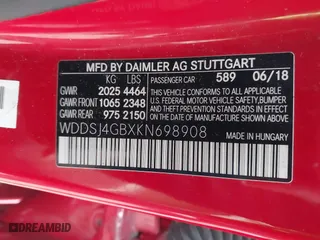 MFD BY DAIMLER AG STUTTGART
KG LBS PASSENGER CAR 589 06/18
GVWR 2025 4464
GAWR FRONT 1065 2348
GAWR REAR 975 2150
THIS VEHICLE CONFORMS TO ALL APPLICABLE U.S. FEDERAL MOTOR VEHICLE SAFETY, BUMPER, AND THEFT PREVENTION STANDARDS IN EFFECT ON THE DATE OF MANUFACTURE SHOWN ABOVE.
WDDSJ4GBXKN698908
MADE IN HUNGARY
DREAMBID